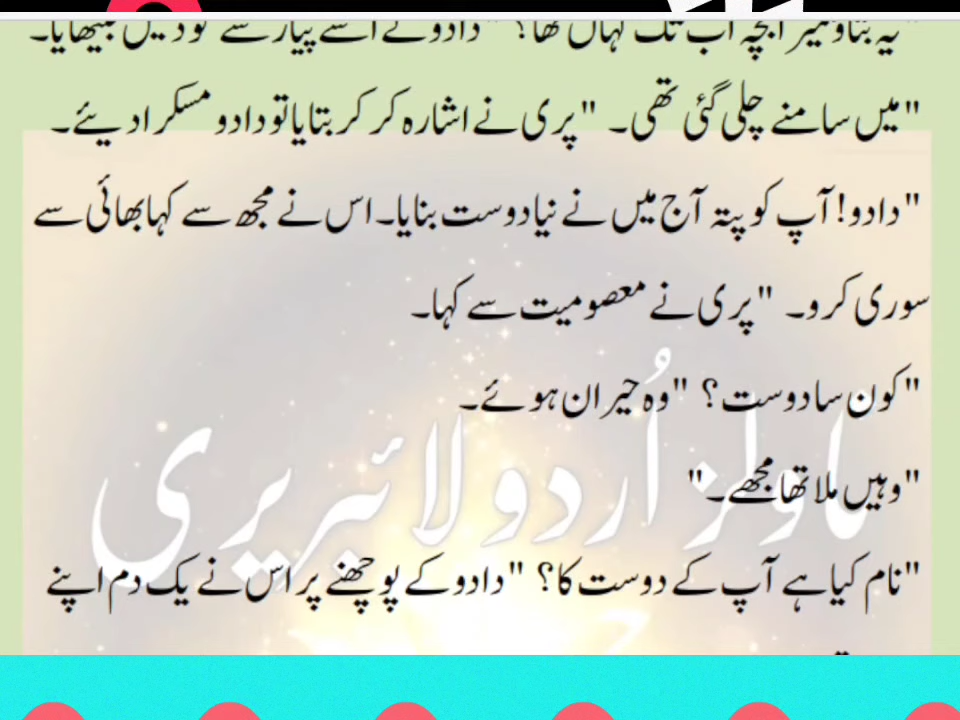 "یہ بتاؤ میرا بچہ اب تک کہاں تھا؟ "دادو نے اسے پیار سے گود میں بیٹھایا۔
"میں سامنے چلی گئی تھی۔ "پری نے اشارہ کر کر بتایا تو دادو مسکرا دیئے۔
"دادو! آپ کو پتہ آج میں نے نیا دوست بنایا۔ اس نے مجھ سے کہا بھائی سے
سوری کرو۔ "پری نے معصومیت سے کہا۔
"کون سا دوست؟ "وہ حیران ہوئے۔
"وہیں ملا تھا مجھے۔"
ناولز اُردو لائبریری
"نام کیا ہے آپ کے دوست کا؟ "دادو کے پوچھنے پر اس نے یک دم اپنے